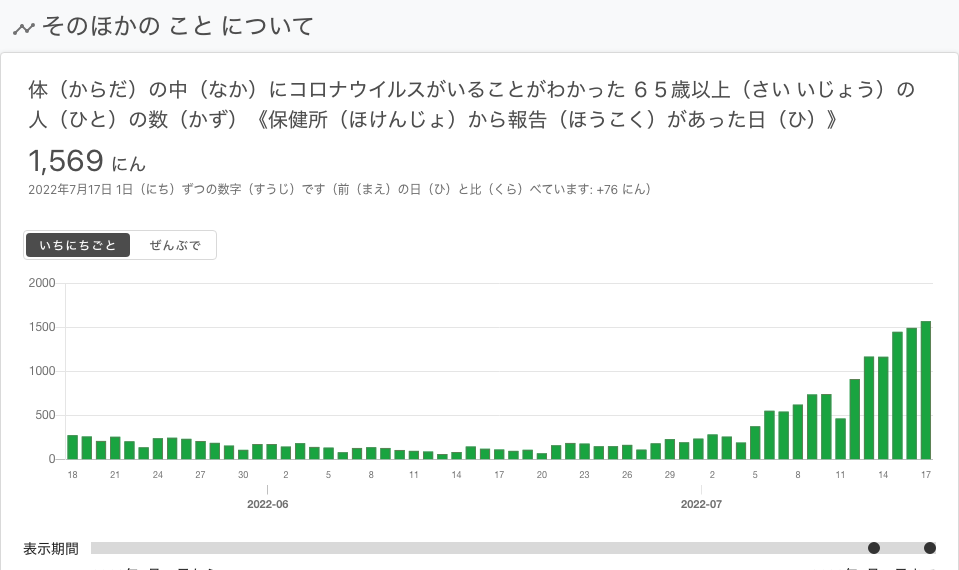 そのほかの こと について
体（からだ）の中（なか）にコロナウイルスがいることがわかった ６５歳以上（さい いじょう）の
人（ひと）の数（かず）《保健所（ほけんじょ）から報告（ほうこく）があった日（ひ）》
1,569 にん
2022年7月17日 1日（にち）ずつの数字（すうじ）です（前（まえ）の日（ひ）と比（くら）べています: +76 にん）
いちにちごと ぜんぶで
2000
1500
1000
500
0
18 21 24 27 30 2 5 8 11 14 17 20 23 26 29 2 5 8 11 14 17
2022-06 2022-07
表示期間